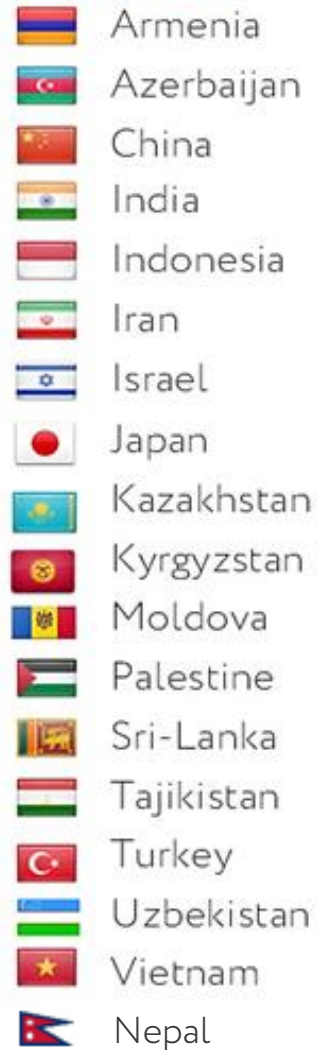 Armenia
Azerbaijan
China
India
Indonesia
Iran
Israel
Japan
Kazakhstan
Kyrgyzstan
Moldova
Palestine
Sri-Lanka
Tajikistan
Turkey
Uzbekistan
Vietnam
Nepal